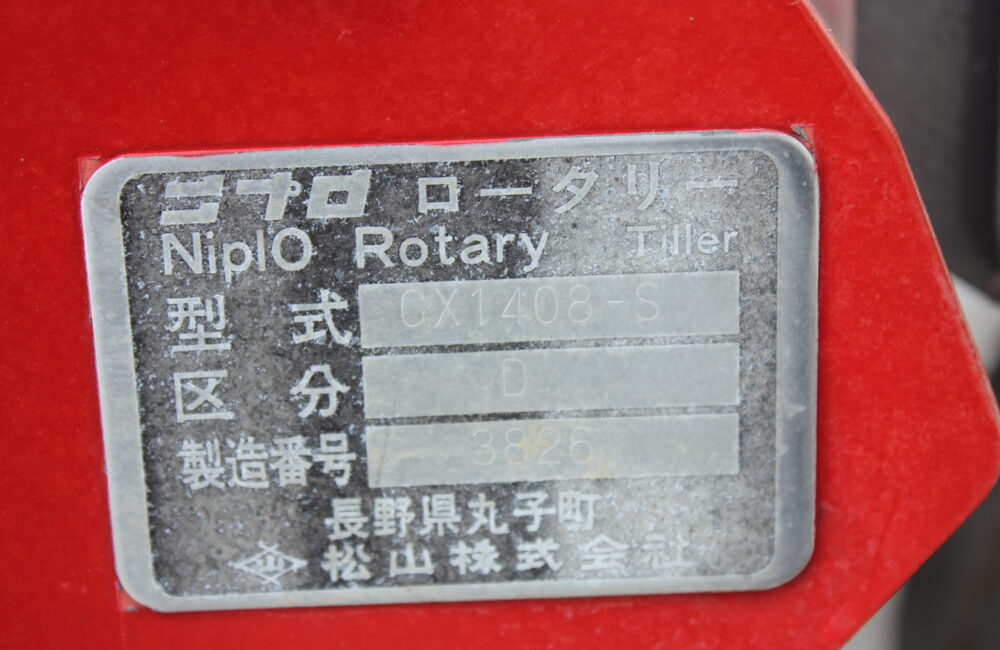 ニプロ ロータリー
NiplO Rotary Tiller
型式 CX1408-S
区分 D
製造番号 3826
長野県丸子町
松山株式会社